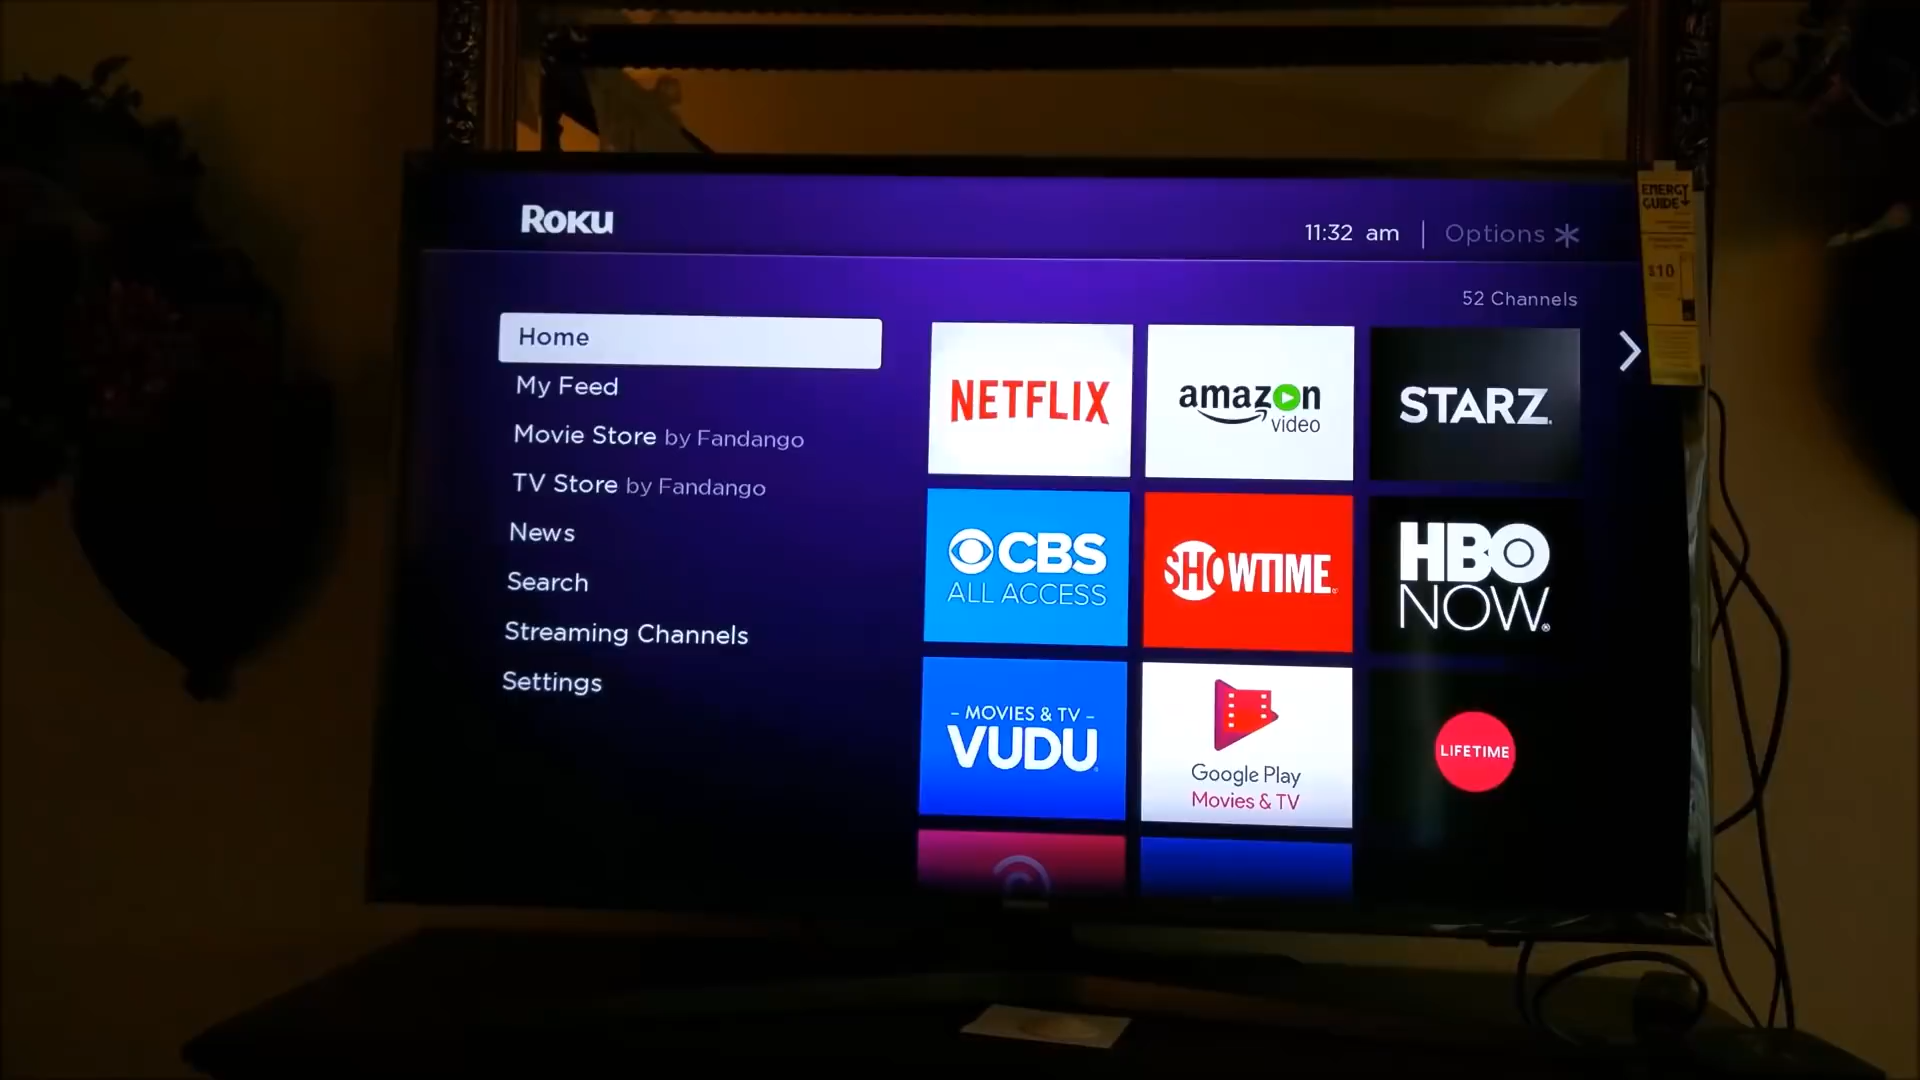 ROKU
11:32 am | Options
52 Channels
ENERGY
GUIDE
$10
Home
My Feed
Movie Store by Fandango
TV Store by Fandango
News
Search
Streaming Channels
Settings
NETFLIX
amazon
video
STARZ
CBS
ALL ACCESS
SHOWTIME
HBO
NOW
- MOVIES & TV -
VUDU
Google Play
Movies & TV
LIFETIME